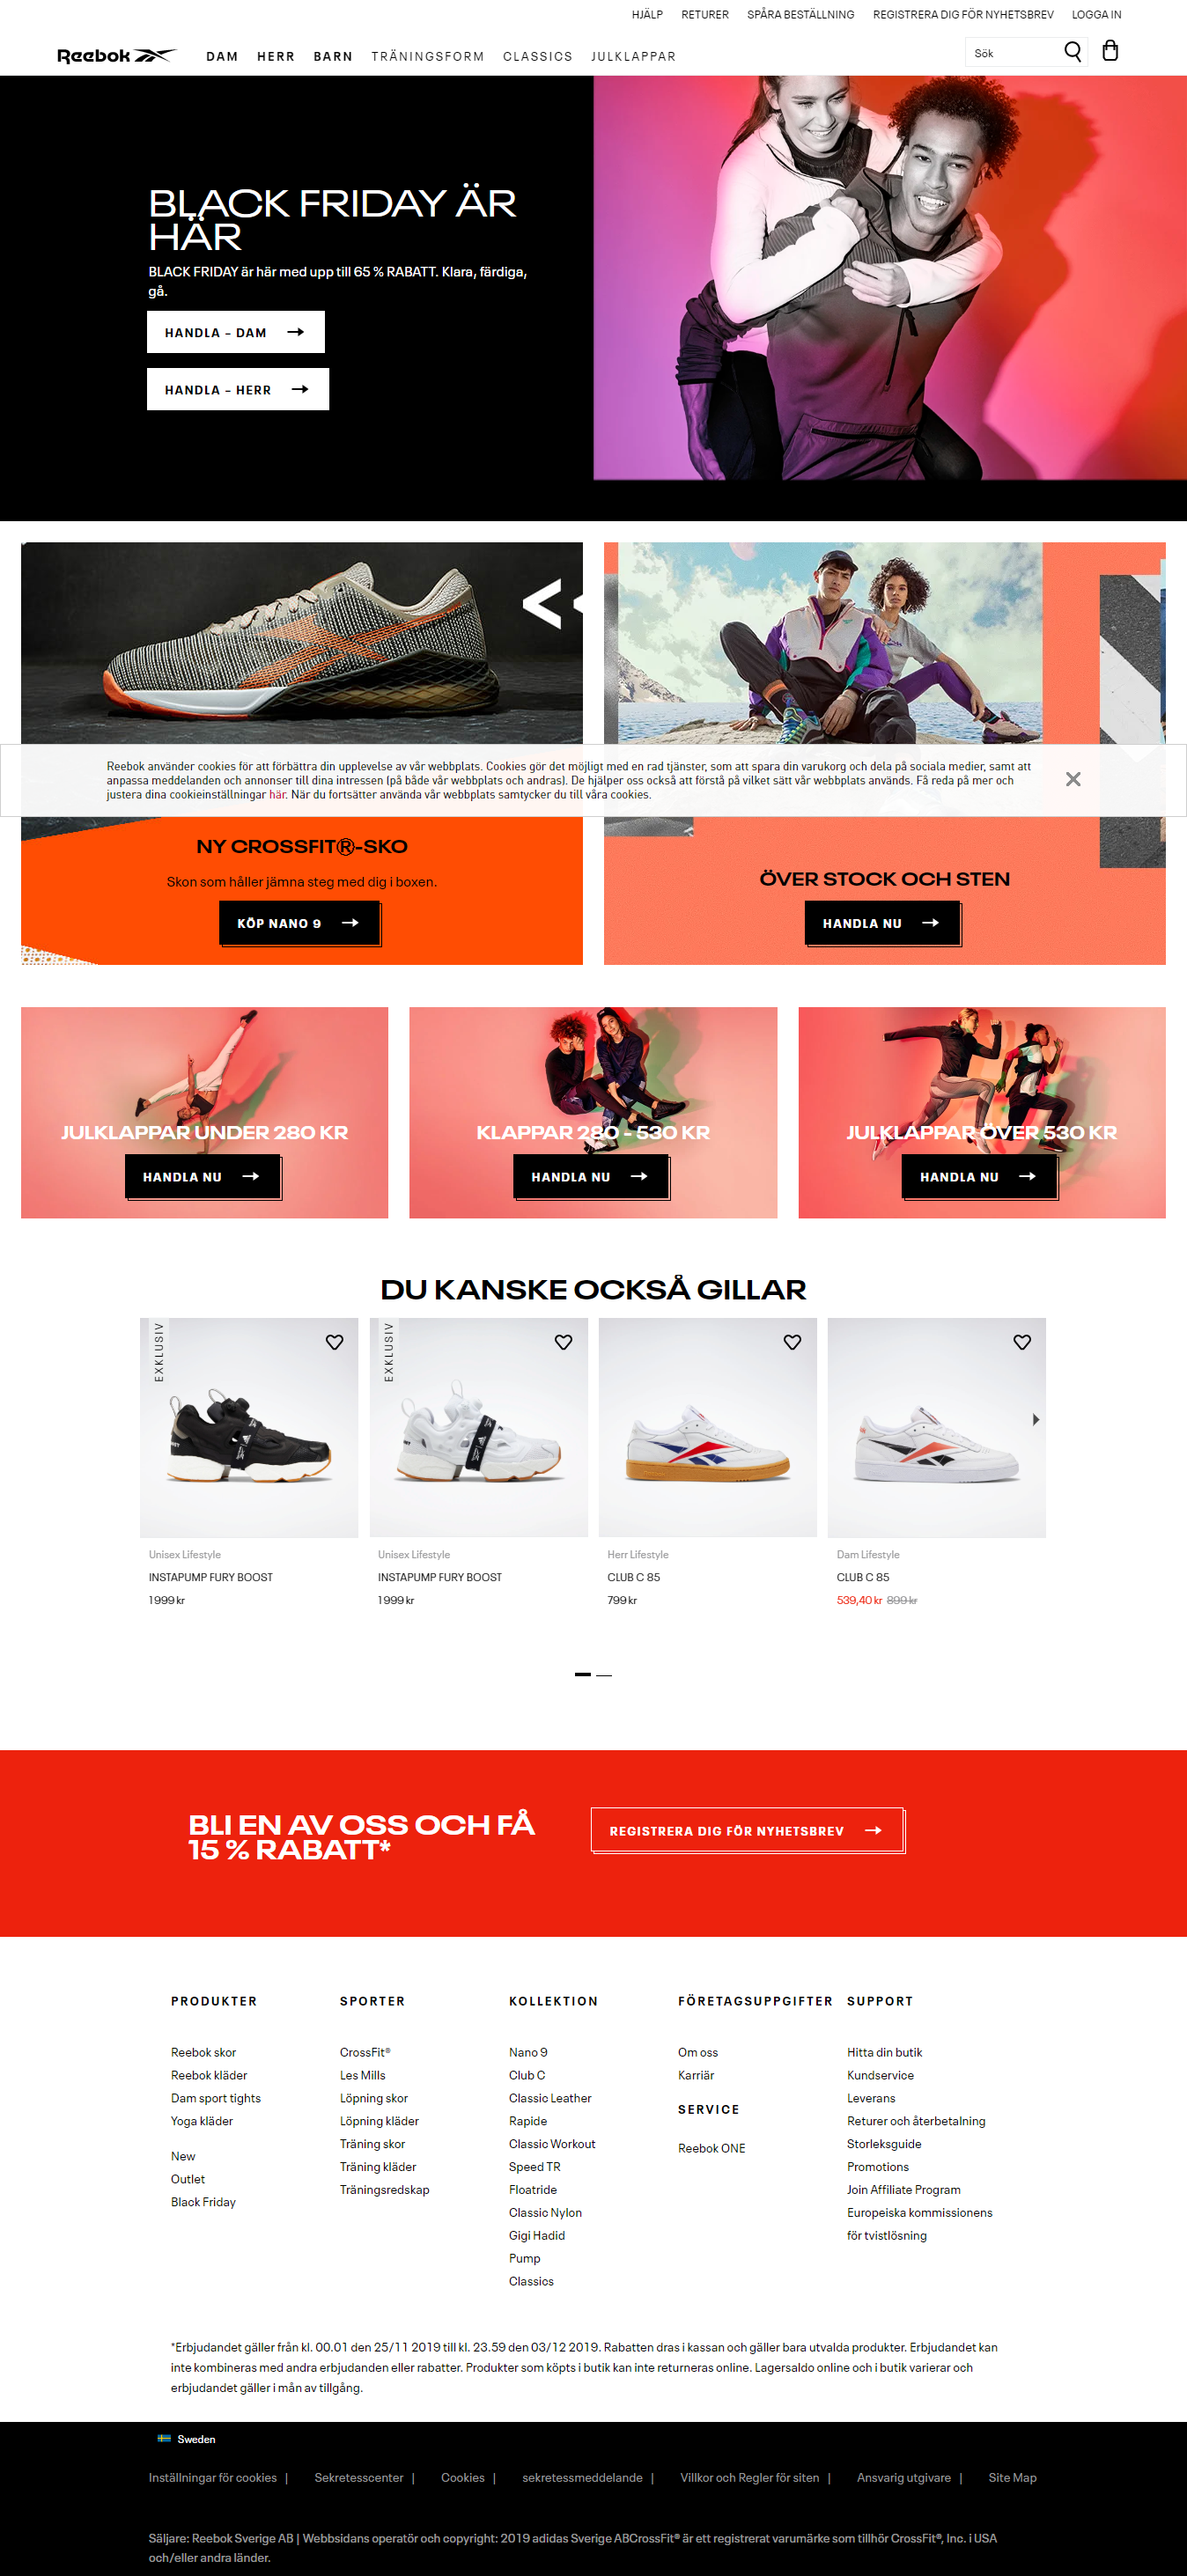 HJÄLP RETURER SPÅRA BESTÄLLNING REGISTRERA DIG FÖR NYHETSBREV LOGGA IN
Reebok DAM HERR BARN TRÄNINGSFORM CLASSICS JULKLAPPAR Sök
BLACK FRIDAY ÄR
HÄR
BLACK FRIDAY är här med upp till 65 % RABATT. Klara, färdiga,
gå.
HANDLA – DAM
HANDLA – HERR
Reebok använder cookies för att förbättra din upplevelse av vår webbplats. Cookies gör det möjligt med en rad tjänster, som att spara din varukorg och dela på sociala medier, samt att
anpassa meddelanden och annonser till dina intressen (på både vår webbplats och andras). De hjälper oss också att förstå på vilket sätt vår webbplats används. Få reda på mer och
justera dina cookieinställningar här. När du fortsätter använda vår webbplats samtycker du till våra cookies.
NY CROSSFIT®-SKO
Skon som håller jämna steg med dig i boxen.
KÖP NANO 9
ÖVER STOCK OCH STEN
HANDLA NU
JULKLAPPAR UNDER 280 KR
HANDLA NU
KLAPPAR 280 - 530 KR
HANDLA NU
JULKLAPPAR ÖVER 530 KR
HANDLA NU
DU KANSKE OCKSÅ GILLAR
EXKLUSIV
EXKLUSIV
Unisex Lifestyle
INSTAPUMP FURY BOOST
1 999 kr
Unisex Lifestyle
INSTAPUMP FURY BOOST
1 999 kr
Herr Lifestyle
CLUB C 85
799 kr
Dam Lifestyle
CLUB C 85
539,40 kr 899 kr
BLI EN AV OSS OCH FÅ
15 % RABATT*
REGISTRERA DIG FÖR NYHETSBREV
PRODUKTER
Reebok skor
Reebok kläder
Dam sport tights
Yoga kläder
New
Outlet
Black Friday
SPORTER
CrossFit®
Les Mills
Löpning skor
Löpning kläder
Träning skor
Träning kläder
Träningsredskap
KOLLEKTION
Nano 9
Club C
Classic Leather
Rapide
Classic Workout
Speed TR
Floatride
Classic Nylon
Gigi Hadid
Pump
Classics
FÖRETAGSUPPGIFTER
Om oss
Karriär
SERVICE
Reebok ONE
SUPPORT
Hitta din butik
Kundservice
Leverans
Returer och återbetalning
Storleksguide
Promotions
Join Affiliate Program
Europeiska kommissionens
för tvistlösning
*Erbjudandet gäller från kl. 00.01 den 25/11 2019 till kl. 23.59 den 03/12 2019. Rabatten dras i kassan och gäller bara utvalda produkter. Erbjudandet kan
inte kombineras med andra erbjudanden eller rabatter. Produkter som köpts i butik kan inte returneras online. Lagersaldo online och i butik varierar och
erbjudandet gäller i mån av tillgång.
Sweden
Inställningar för cookies | Sekretesscenter | Cookies | sekretessmeddelande | Villkor och Regler för siten | Ansvarig utgivare | Site Map
Säljare: Reebok Sverige AB | Webbsidans operatör och copyright: 2019 adidas Sverige ABCrossFit® är ett registrerat varumärke som tillhör CrossFit®, Inc. i USA
och/eller andra länder.